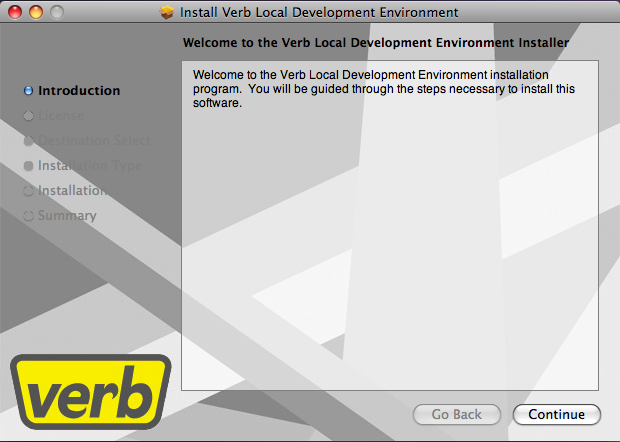 Install Verb Local Development Environment
Welcome to the Verb Local Development Environment Installer
Introduction
License
Destination Select
Installation Type
Installation
Summary
Welcome to the Verb Local Development Environment installation
program.  You will be guided through the steps necessary to install this
software.
verb
Go Back
Continue